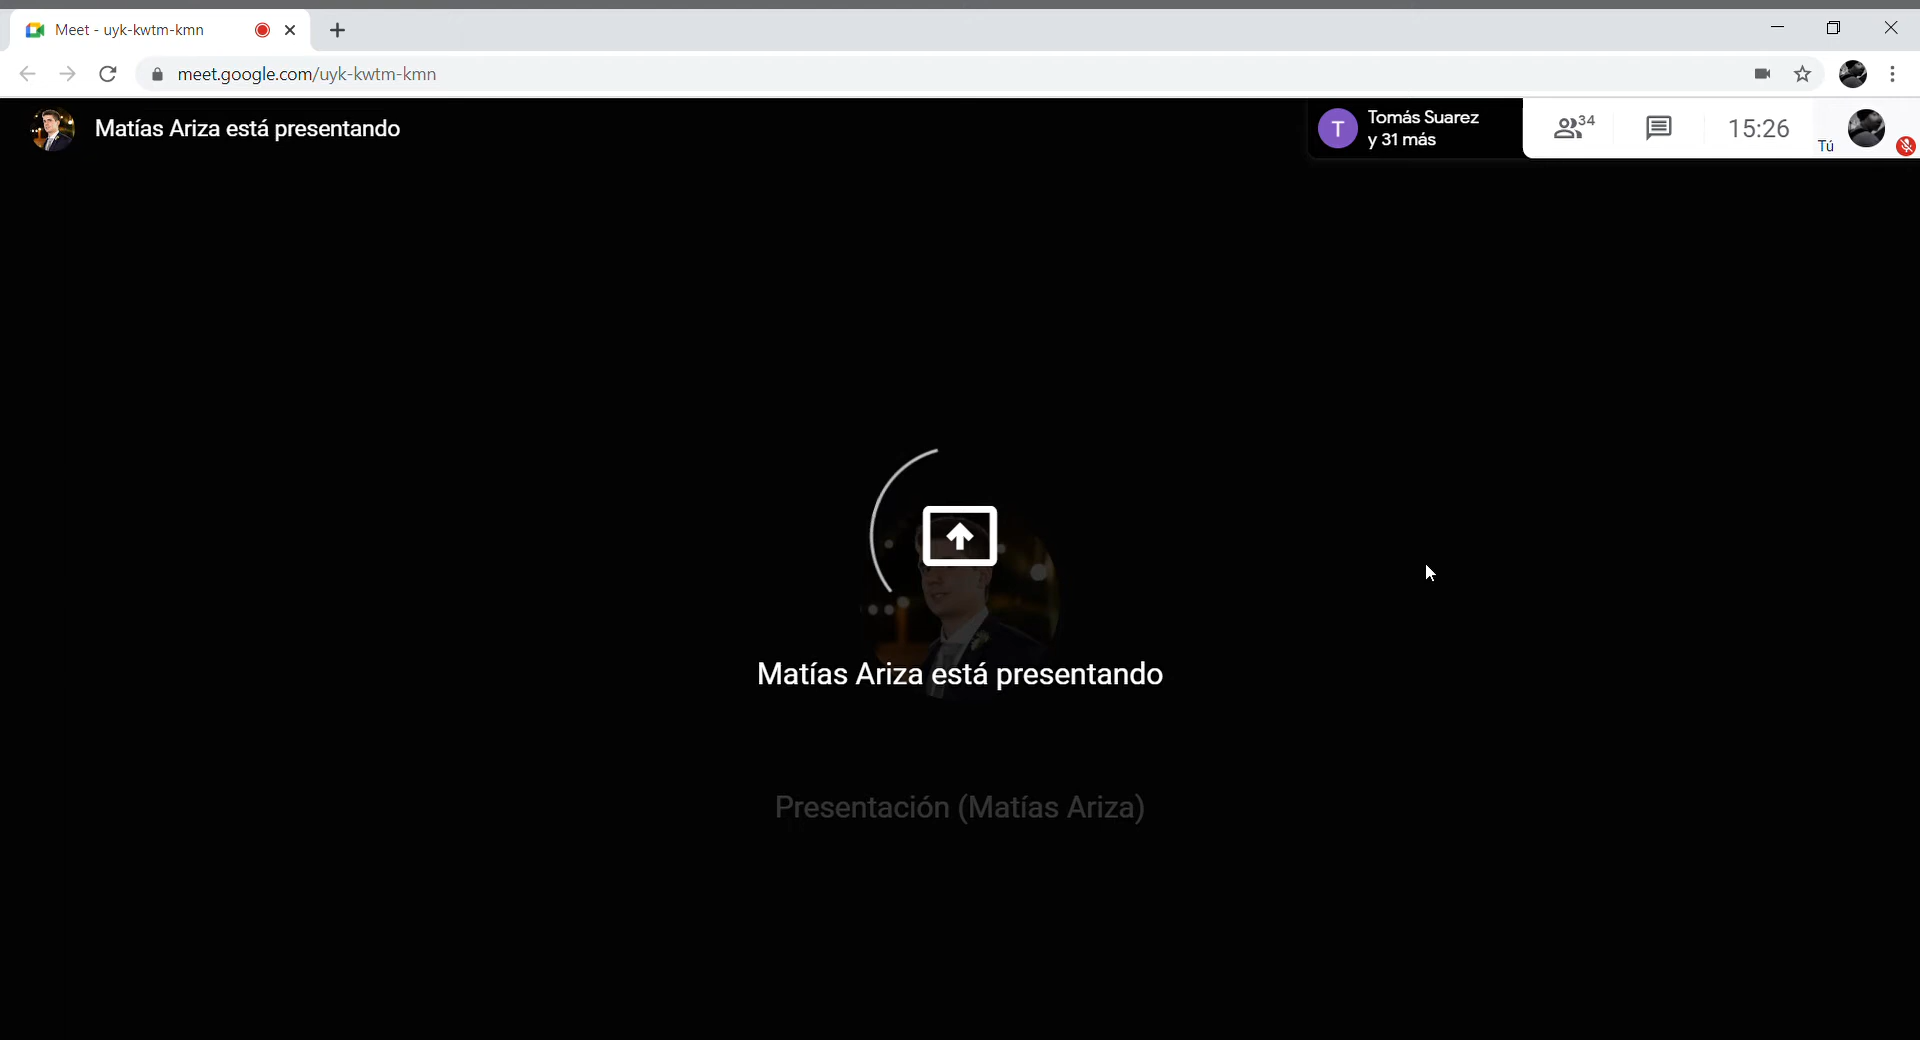 Meet - uyk-kwtm-kmn
meet.google.com/uyk-kwtm-kmn
Matías Ariza está presentando
T
Tomás Suarez
y 31 más
34
15:26
Tú
Matías Ariza está presentando
Presentación (Matías Ariza)